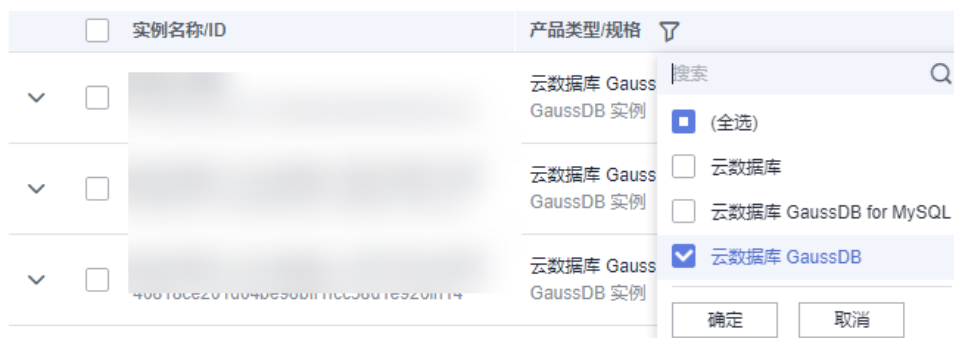 实例名称/ID 产品类型/规格
搜索
云数据库 Gauss
GaussDB 实例
(全选)
云数据库
云数据库 Gauss
GaussDB 实例
云数据库 GaussDB for MySQL
云数据库 GaussDB
云数据库 Gauss
GaussDB 实例
确定 取消